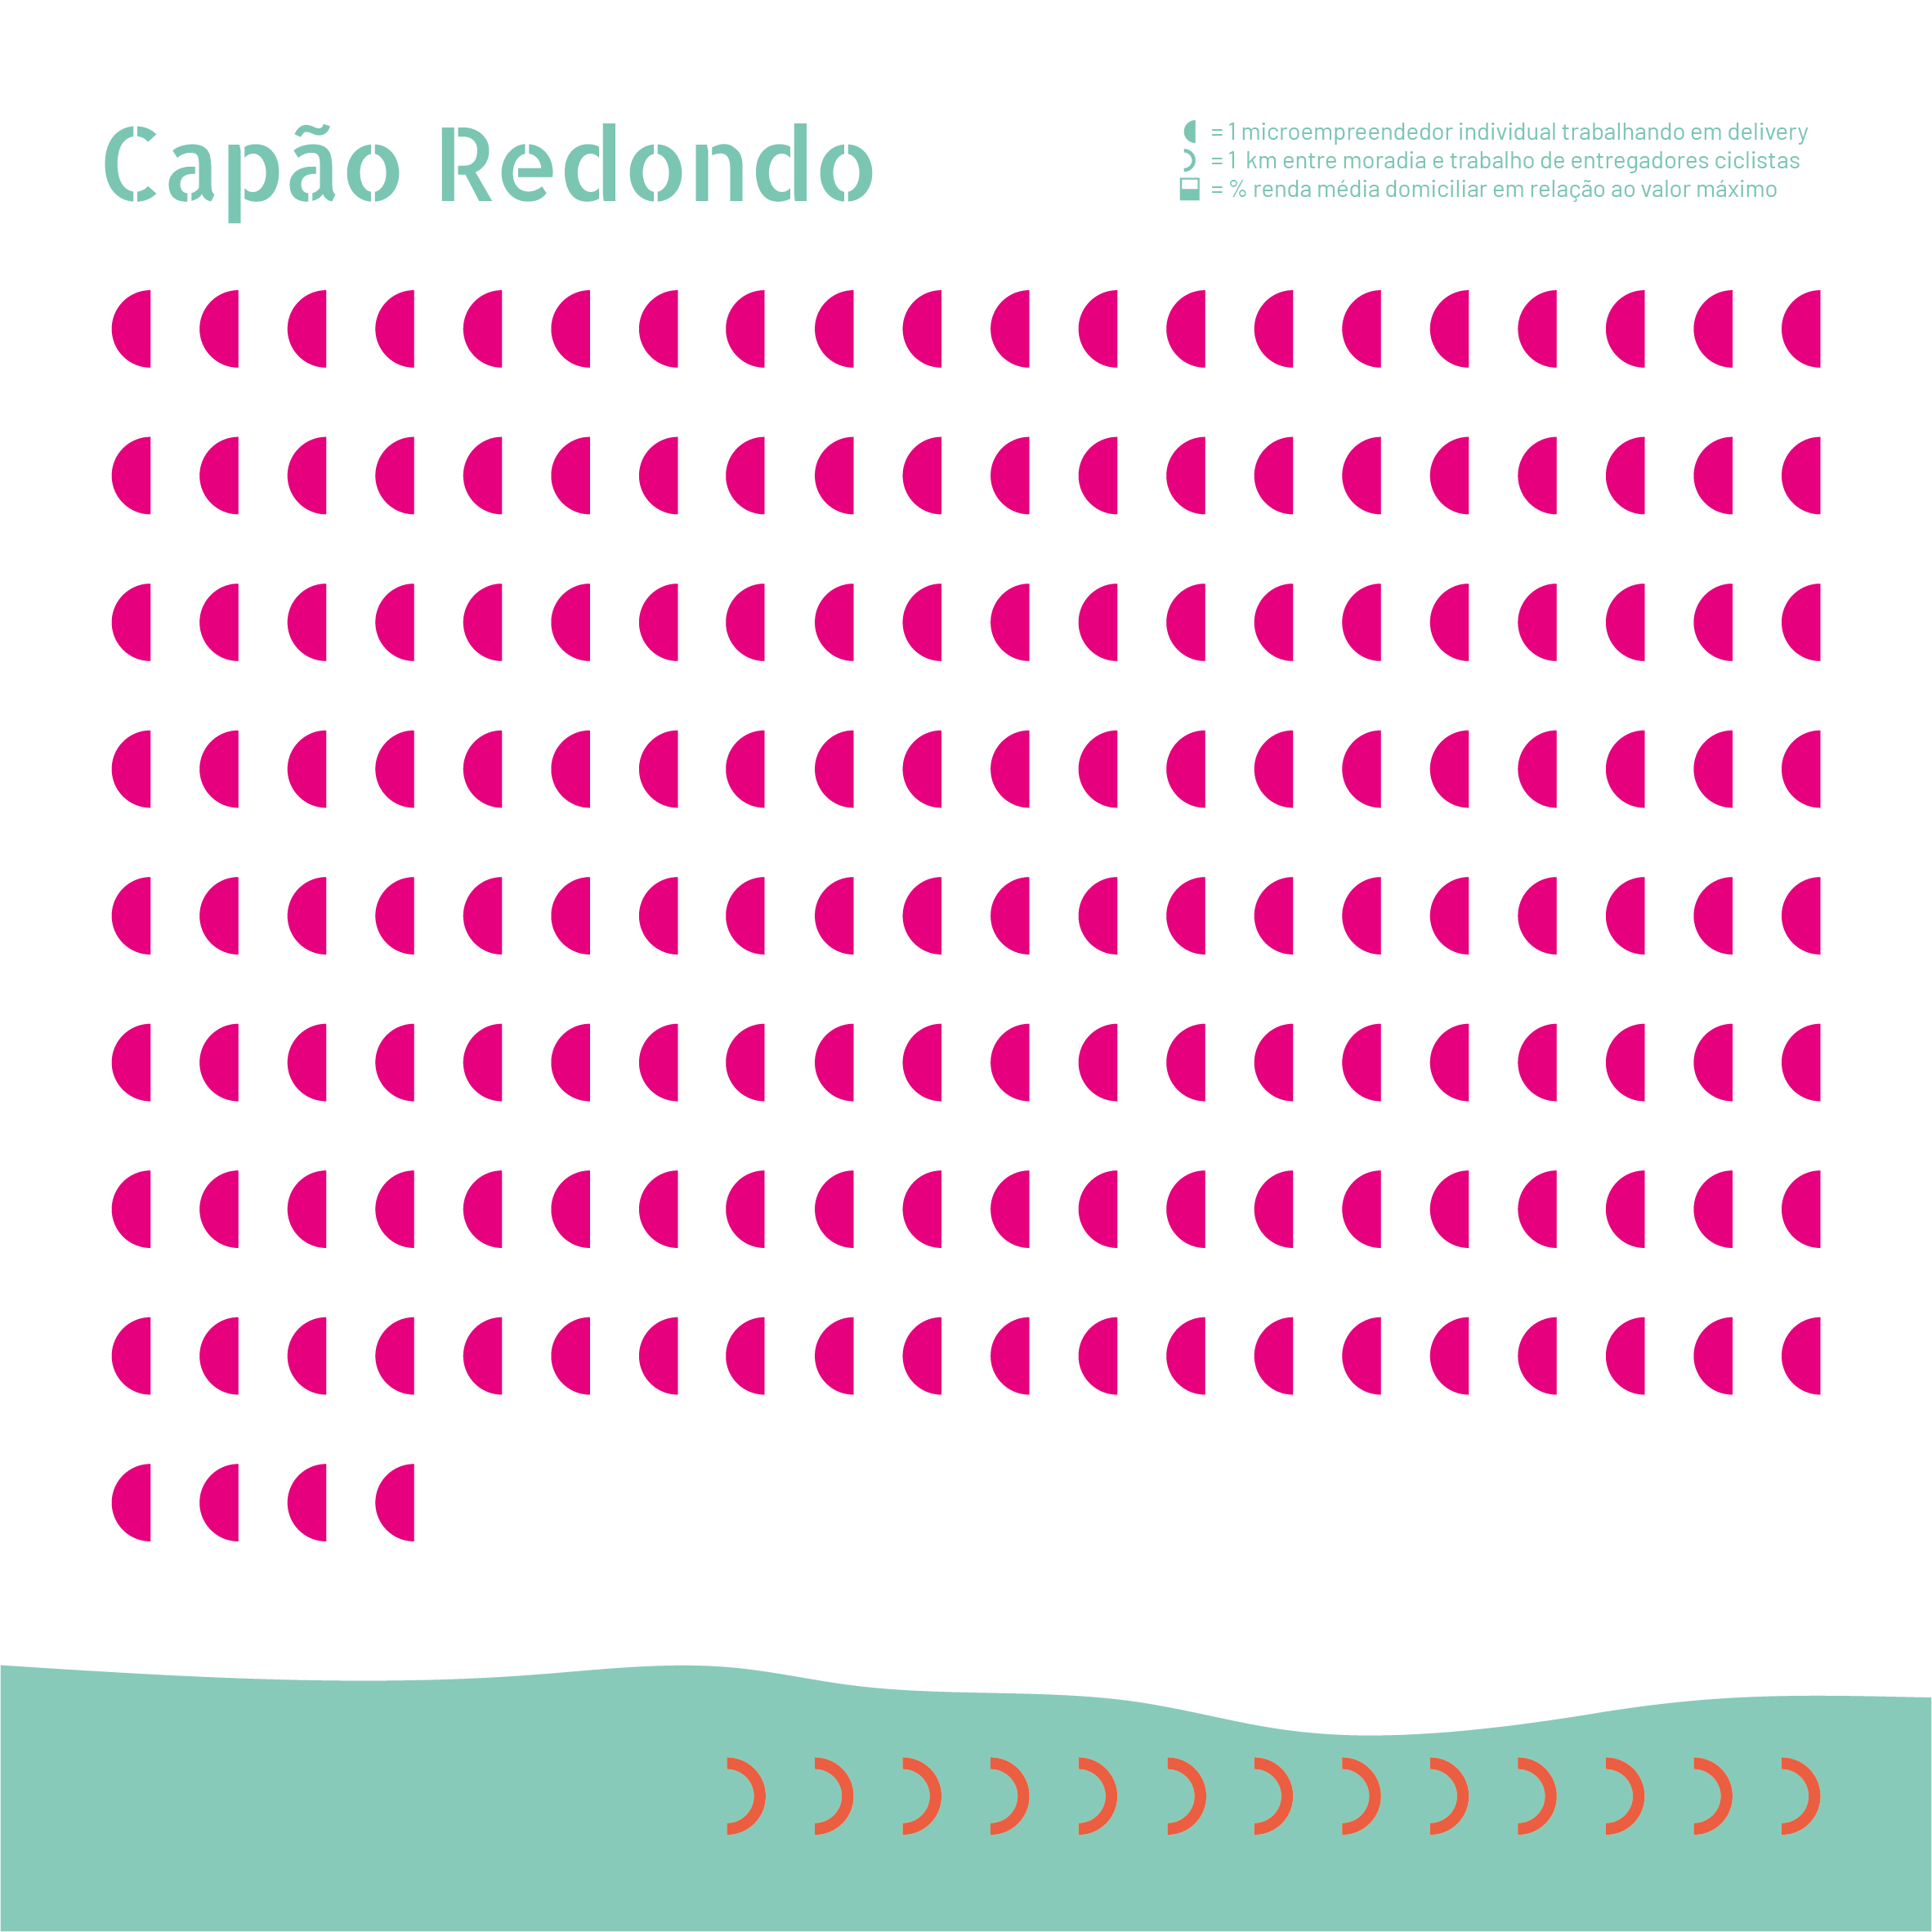 Capão Redondo
= 1 microempreendedor individual trabalhando em delivery
= 1 km entre moradia e trabalho de entregadores ciclistas
= % renda média domiciliar em relação ao valor máximo